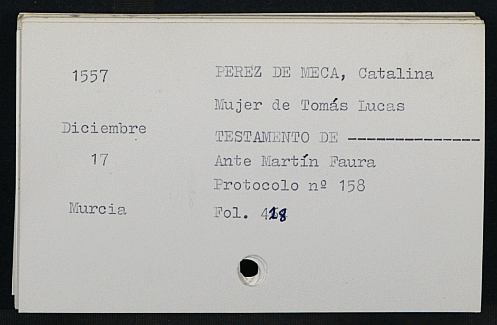 1557
PEREZ DE MECA, Catalina
Mujer de Tomás Lucas
Diciembre
TESTAMENTO DE --------------
17
Ante Martín Faura
Protocolo nº 158
Murcia
Fol. 418